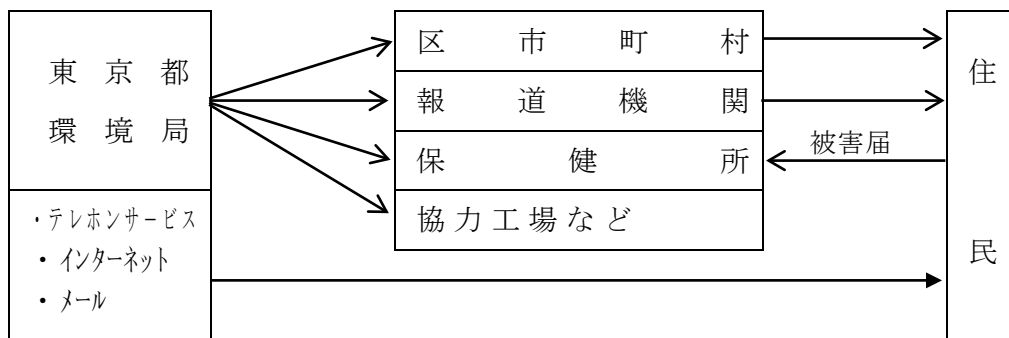 東京都
環境局
・テレホンサービス
・インターネット
・メール
区市町村
報道機関
保健所
協力工場など
被害届
住民